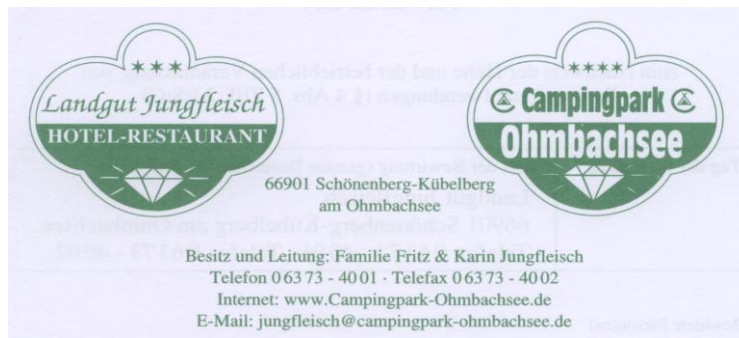 Landgut Jungfleisch
HOTEL-RESTAURANT
Campingpark
Ohmbachsee
66901 Schönenberg-Kübelberg
am Ohmbachsee
Besitz und Leitung: Familie Fritz & Karin Jungfleisch
Telefon 0 63 73 - 40 01 · Telefax 0 63 73 - 40 02
Internet: www.Campingpark-Ohmbachsee.de
E-Mail: jungfleisch@campingpark-ohmbachsee.de